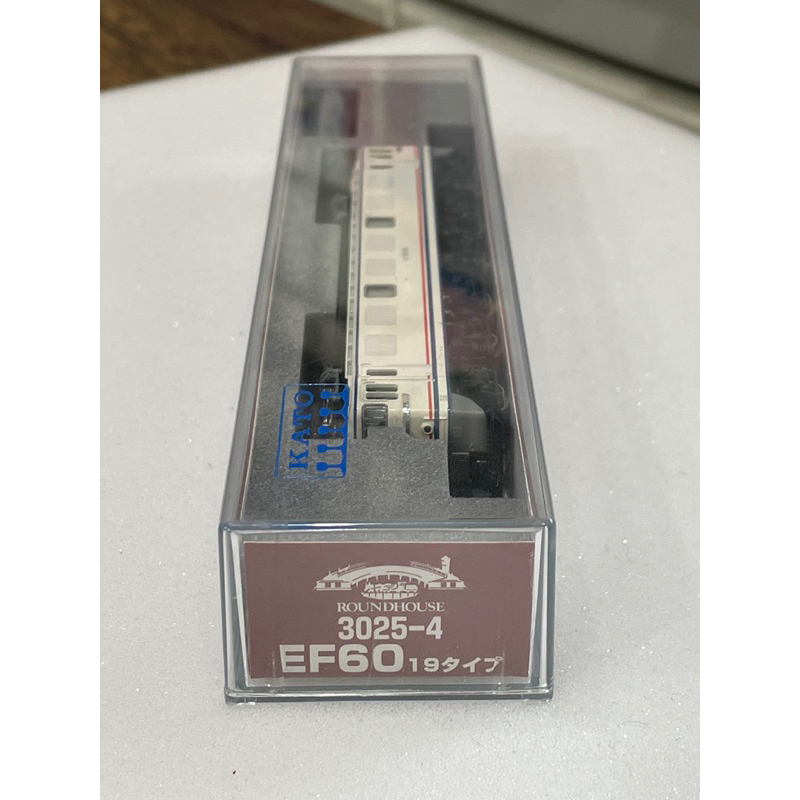 KATO
ROUNDHOUSE
3025-4
EF60 19タイプ